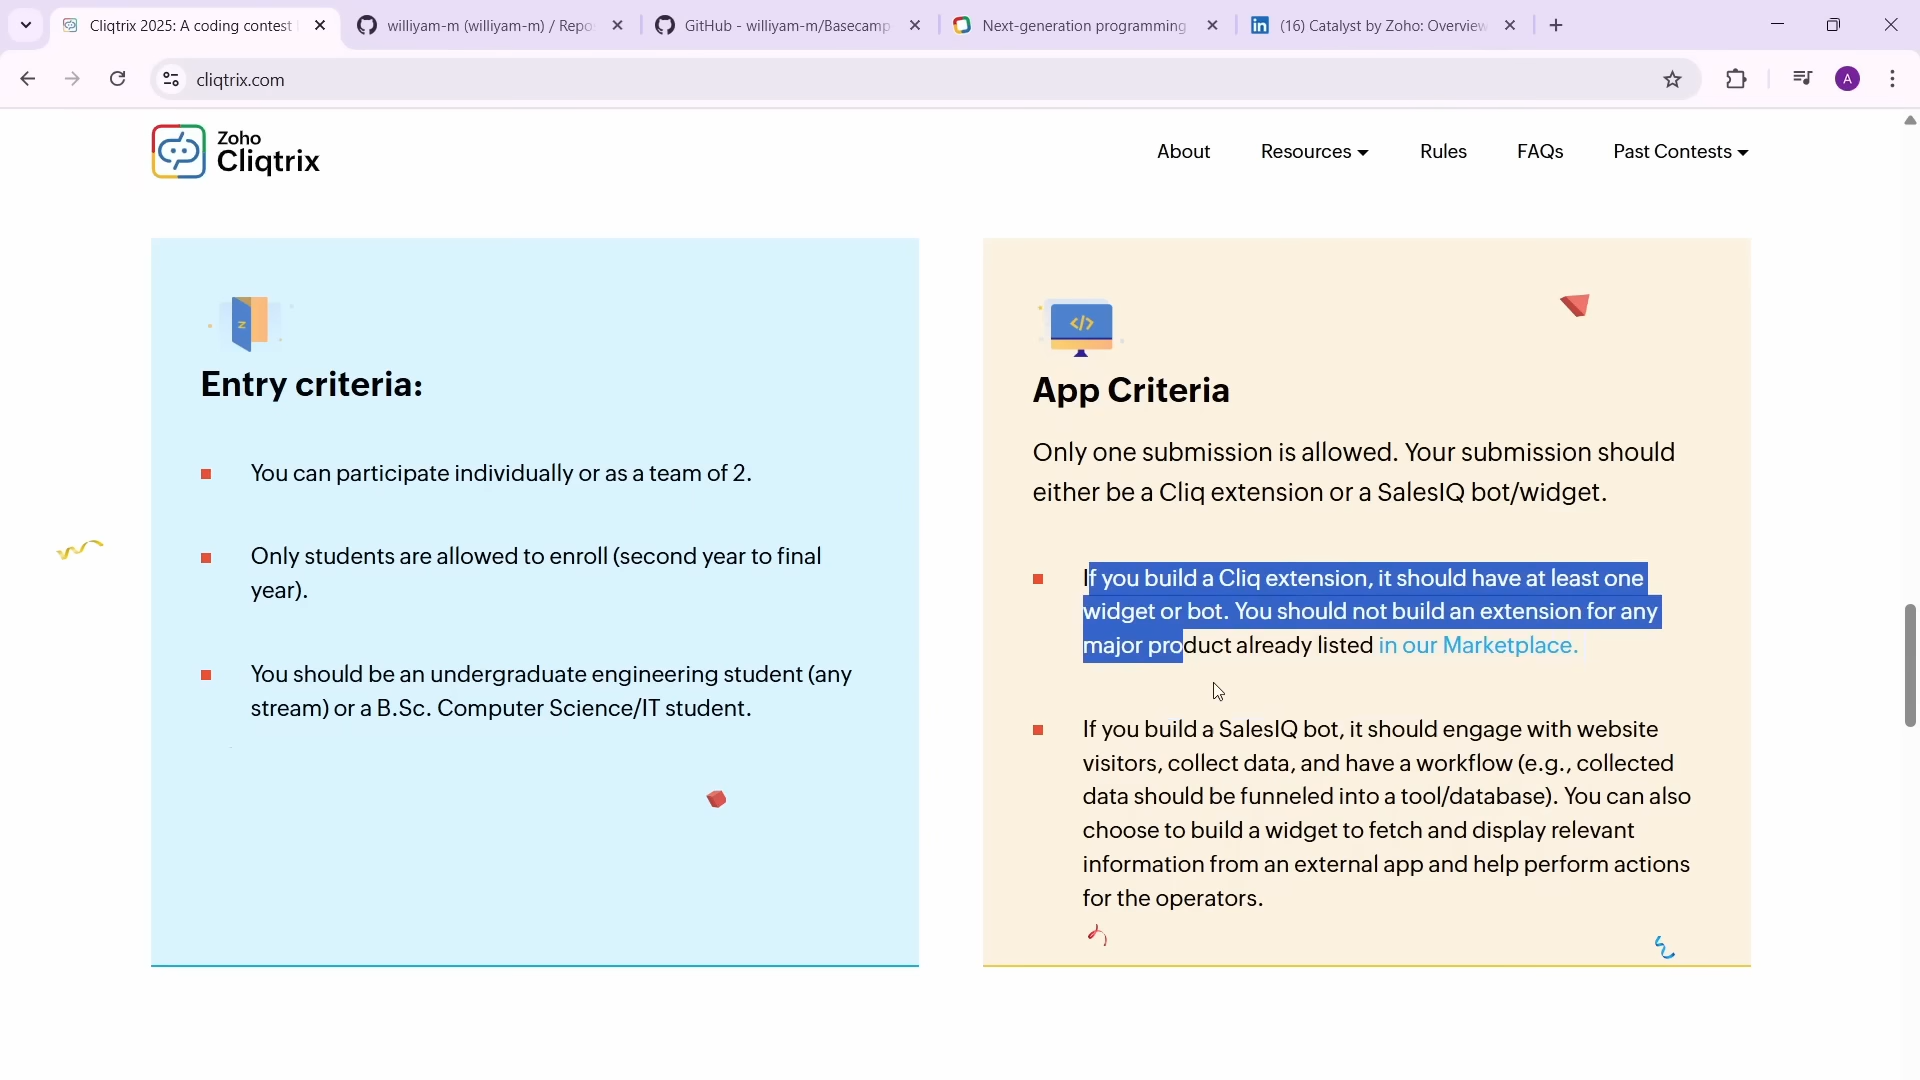 Cliqtrix 2025: A coding contest
williyam-m (williyam-m) / Repo
GitHub - williyam-m/Basecamp
Next-generation programming
(16) Catalyst by Zoho: Overview
cliqtrix.com
A
Zoho
Cliqtrix
About
Resources
Rules
FAQs
Past Contests
Entry criteria:
You can participate individually or as a team of 2.
Only students are allowed to enroll (second year to final
year).
You should be an undergraduate engineering student (any
stream) or a B.Sc. Computer Science/IT student.
App Criteria
Only one submission is allowed. Your submission should
either be a Cliq extension or a SalesIQ bot/widget.
If you build a Cliq extension, it should have at least one
widget or bot. You should not build an extension for any
major product already listed in our Marketplace.
If you build a SalesIQ bot, it should engage with website
visitors, collect data, and have a workflow (e.g., collected
data should be funneled into a tool/database). You can also
choose to build a widget to fetch and display relevant
information from an external app and help perform actions
for the operators.